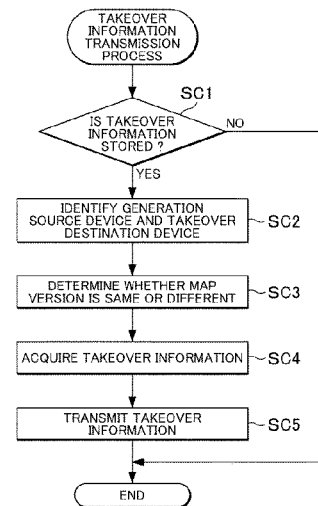 TAKEOVER
INFORMATION
TRANSMISSION
PROCESS
SC1
IS TAKEOVER
INFORMATION
STORED ?
NO
YES
IDENTIFY GENERATION
SOURCE DEVICE AND TAKEOVER
DESTINATION DEVICE
SC2
DETERMINE WHETHER MAP
VERSION IS SAME OR DIFFERENT
SC3
ACQUIRE TAKEOVER INFORMATION
SC4
TRANSMIT TAKEOVER
INFORMATION
SC5
END